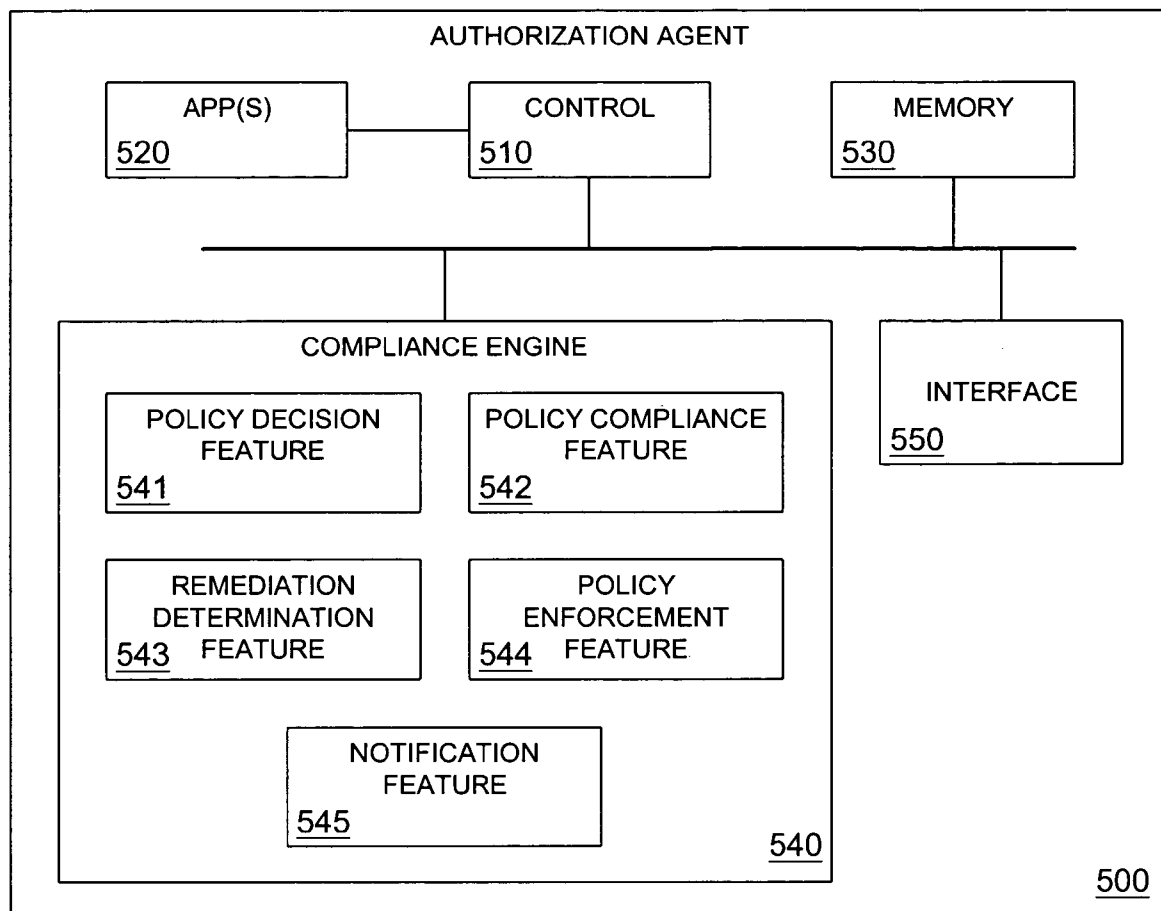 AUTHORIZATION AGENT
APP(S)
520
CONTROL
510
MEMORY
530
COMPLIANCE ENGINE
POLICY DECISION
FEATURE
541
POLICY COMPLIANCE
FEATURE
542
INTERFACE
550
REMEDIATION
DETERMINATION
FEATURE
543
POLICY
ENFORCEMENT
FEATURE
544
NOTIFICATION
FEATURE
545
540
500